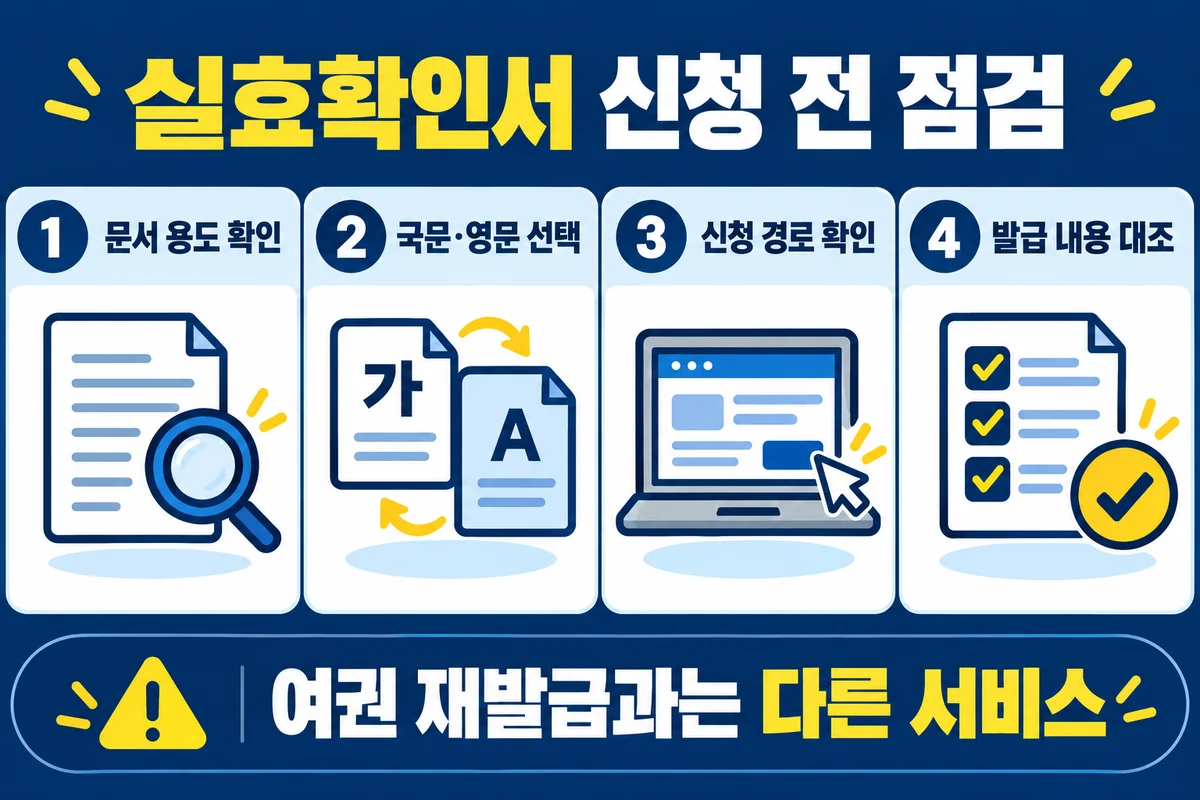 실효확인서 신청 전 점검
1 문서 용도 확인
2 국문·영문 선택
3 신청 경로 확인
4 발급 내용 대조
가
A
여권 재발급과는 다른 서비스